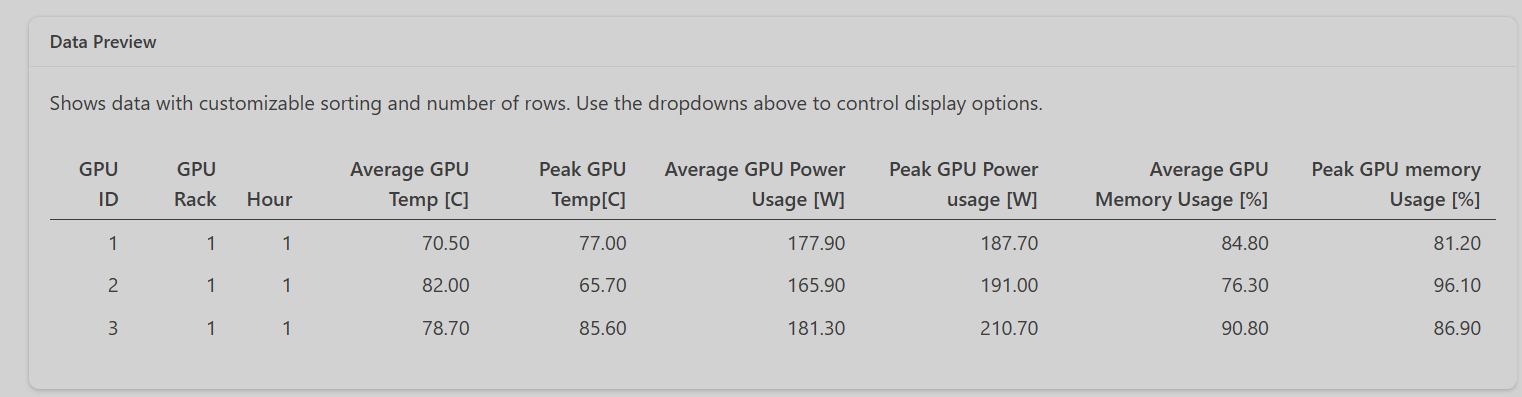 Data Preview
Shows data with customizable sorting and number of rows. Use the dropdowns above to control display options.
GPU GPU Average GPU Peak GPU Average GPU Power Peak GPU Power Average GPU Peak GPU memory
ID Rack Hour Temp [C] Temp[C] Usage [W] usage [W] Memory Usage [%] Usage [%]
1 1 1 70.50 77.00 177.90 187.70 84.80 81.20
2 1 1 82.00 65.70 165.90 191.00 76.30 96.10
3 1 1 78.70 85.60 181.30 210.70 90.80 86.90